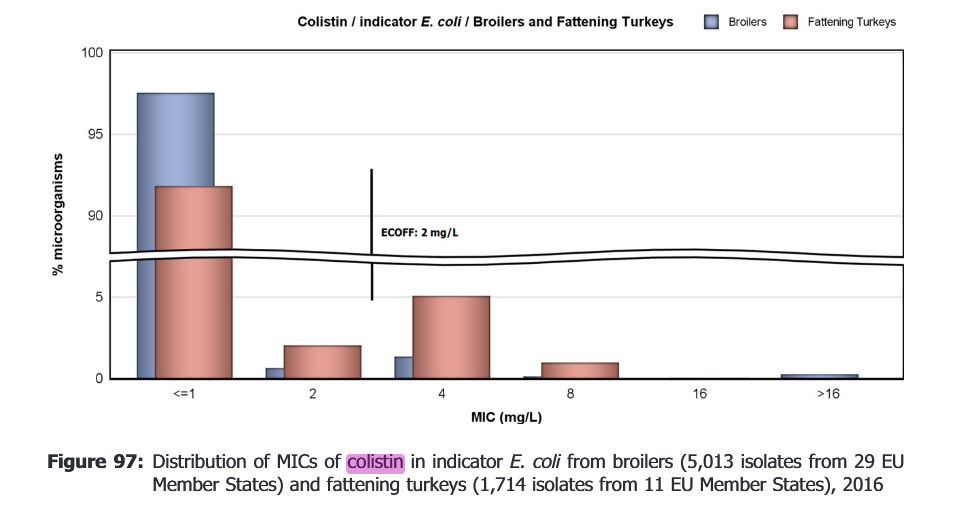 Colistin / indicator E. coli / Broilers and Fattening Turkeys
Broilers
Fattening Turkeys
% microorganisms
100
95
90
5
0
ECOFF: 2 mg/L
<=1
2
4
8
16
>16
MIC (mg/L)
Figure 97: Distribution of MICs of colistin in indicator E. coli from broilers (5,013 isolates from 29 EU
Member States) and fattening turkeys (1,714 isolates from 11 EU Member States), 2016